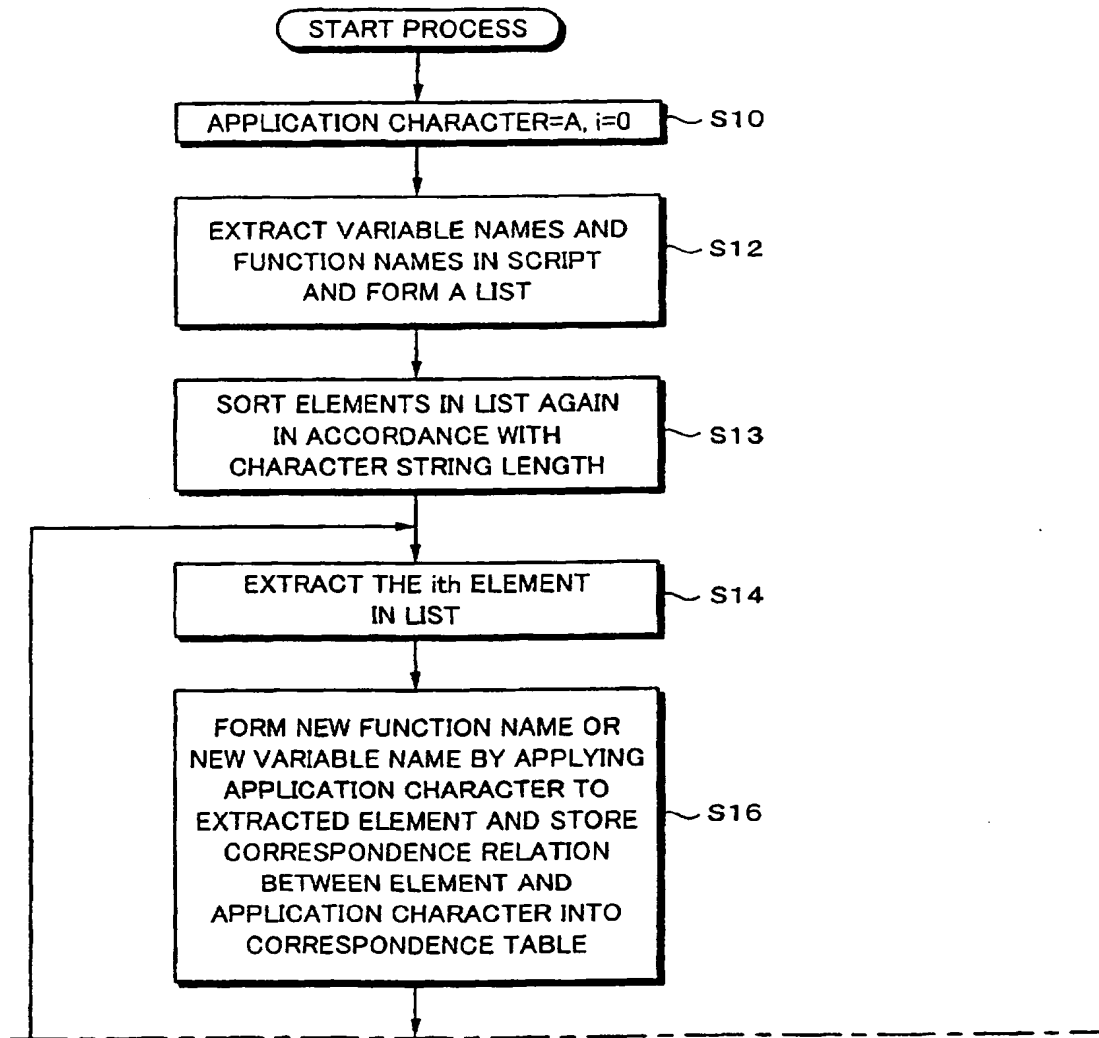 START PROCESS
APPLICATION CHARACTER=A, i=0
S10
EXTRACT VARIABLE NAMES AND
FUNCTION NAMES IN SCRIPT
AND FORM A LIST
S12
SORT ELEMENTS IN LIST AGAIN
IN ACCORDANCE WITH
CHARACTER STRING LENGTH
S13
EXTRACT THE ith ELEMENT
IN LIST
S14
FORM NEW FUNCTION NAME OR
NEW VARIABLE NAME BY APPLYING
APPLICATION CHARACTER TO
EXTRACTED ELEMENT AND STORE
CORRESPONDENCE RELATION
BETWEEN ELEMENT AND
APPLICATION CHARACTER INTO
CORRESPONDENCE TABLE
S16